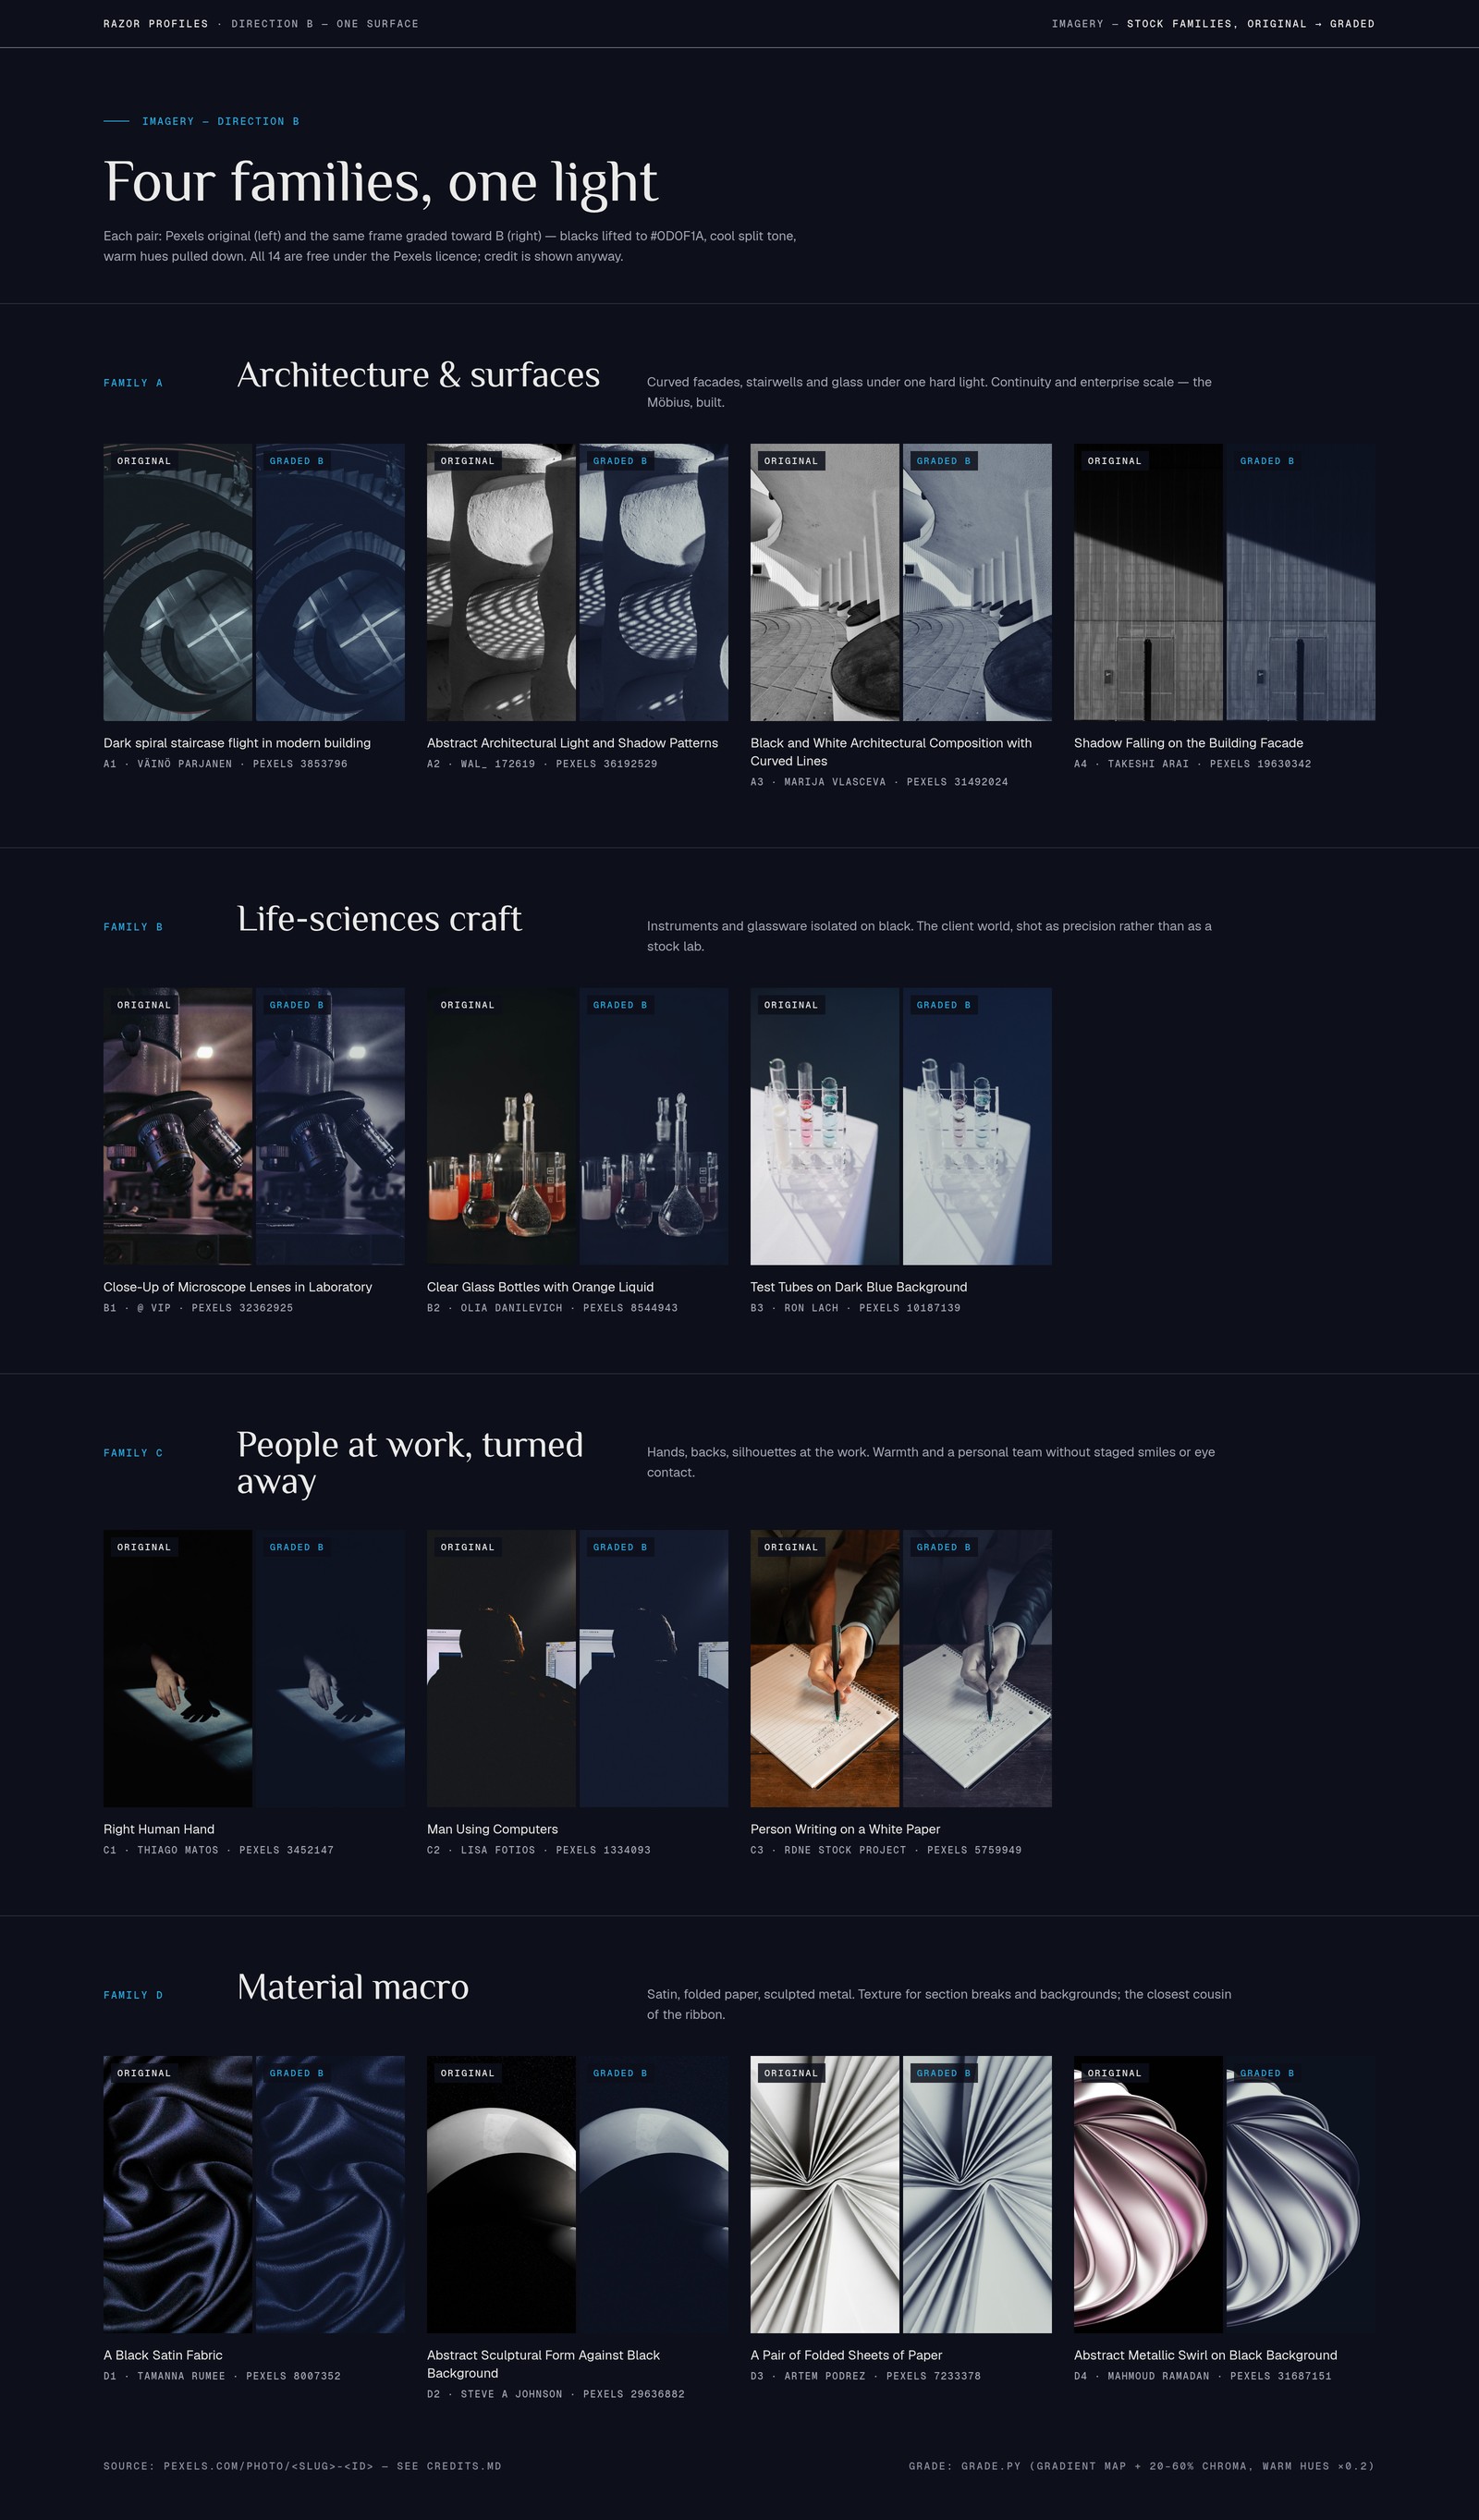 RAZOR PROFILES · DIRECTION B — ONE SURFACE
IMAGERY — STOCK FAMILIES, ORIGINAL → GRADED
IMAGERY — DIRECTION B
Four families, one light
Each pair: Pexels original (left) and the same frame graded toward B (right) — blacks lifted to #0D0F1A, cool split tone,
warm hues pulled down. All 14 are free under the Pexels licence; credit is shown anyway.
FAMILY A
Architecture & surfaces
Curved facades, stairwells and glass under one hard light. Continuity and enterprise scale — the
Möbius, built.
ORIGINAL
GRADED B
ORIGINAL
GRADED B
ORIGINAL
GRADED B
ORIGINAL
GRADED B
Dark spiral staircase flight in modern building
A1 · VÄINÖ PARJANEN · PEXELS 3853796
Abstract Architectural Light and Shadow Patterns
A2 · WAL_ 172619 · PEXELS 36192529
Black and White Architectural Composition with
Curved Lines
A3 · MARIJA VLASCEVA · PEXELS 31492024
Shadow Falling on the Building Facade
A4 · TAKESHI ARAI · PEXELS 19630342
FAMILY B
Life-sciences craft
Instruments and glassware isolated on black. The client world, shot as precision rather than as a
stock lab.
ORIGINAL
GRADED B
ORIGINAL
GRADED B
ORIGINAL
GRADED B
Close-Up of Microscope Lenses in Laboratory
B1 · @ VIP · PEXELS 32362925
Clear Glass Bottles with Orange Liquid
B2 · OLIA DANILEVICH · PEXELS 8544943
Test Tubes on Dark Blue Background
B3 · RON LACH · PEXELS 10187139
FAMILY C
People at work, turned
away
Hands, backs, silhouettes at the work. Warmth and a personal team without staged smiles or eye
contact.
ORIGINAL
GRADED B
ORIGINAL
GRADED B
ORIGINAL
GRADED B
Right Human Hand
C1 · THIAGO MATOS · PEXELS 3452147
Man Using Computers
C2 · LISA FOTIOS · PEXELS 1334093
Person Writing on a White Paper
C3 · RDNE STOCK PROJECT · PEXELS 5759949
FAMILY D
Material macro
Satin, folded paper, sculpted metal. Texture for section breaks and backgrounds; the closest cousin
of the ribbon.
ORIGINAL
GRADED B
ORIGINAL
GRADED B
ORIGINAL
GRADED B
ORIGINAL
GRADED B
A Black Satin Fabric
D1 · TAMANNA RUMEE · PEXELS 8007352
Abstract Sculptural Form Against Black
Background
D2 · STEVE A JOHNSON · PEXELS 29636882
A Pair of Folded Sheets of Paper
D3 · ARTEM PODREZ · PEXELS 7233378
Abstract Metallic Swirl on Black Background
D4 · MAHMOUD RAMADAN · PEXELS 31687151
SOURCE: PEXELS.COM/PHOTO/<SLUG>-<ID> — SEE CREDITS.MD
GRADE: GRADE.PY (GRADIENT MAP + 20–60% CHROMA, WARM HUES ×0.2)